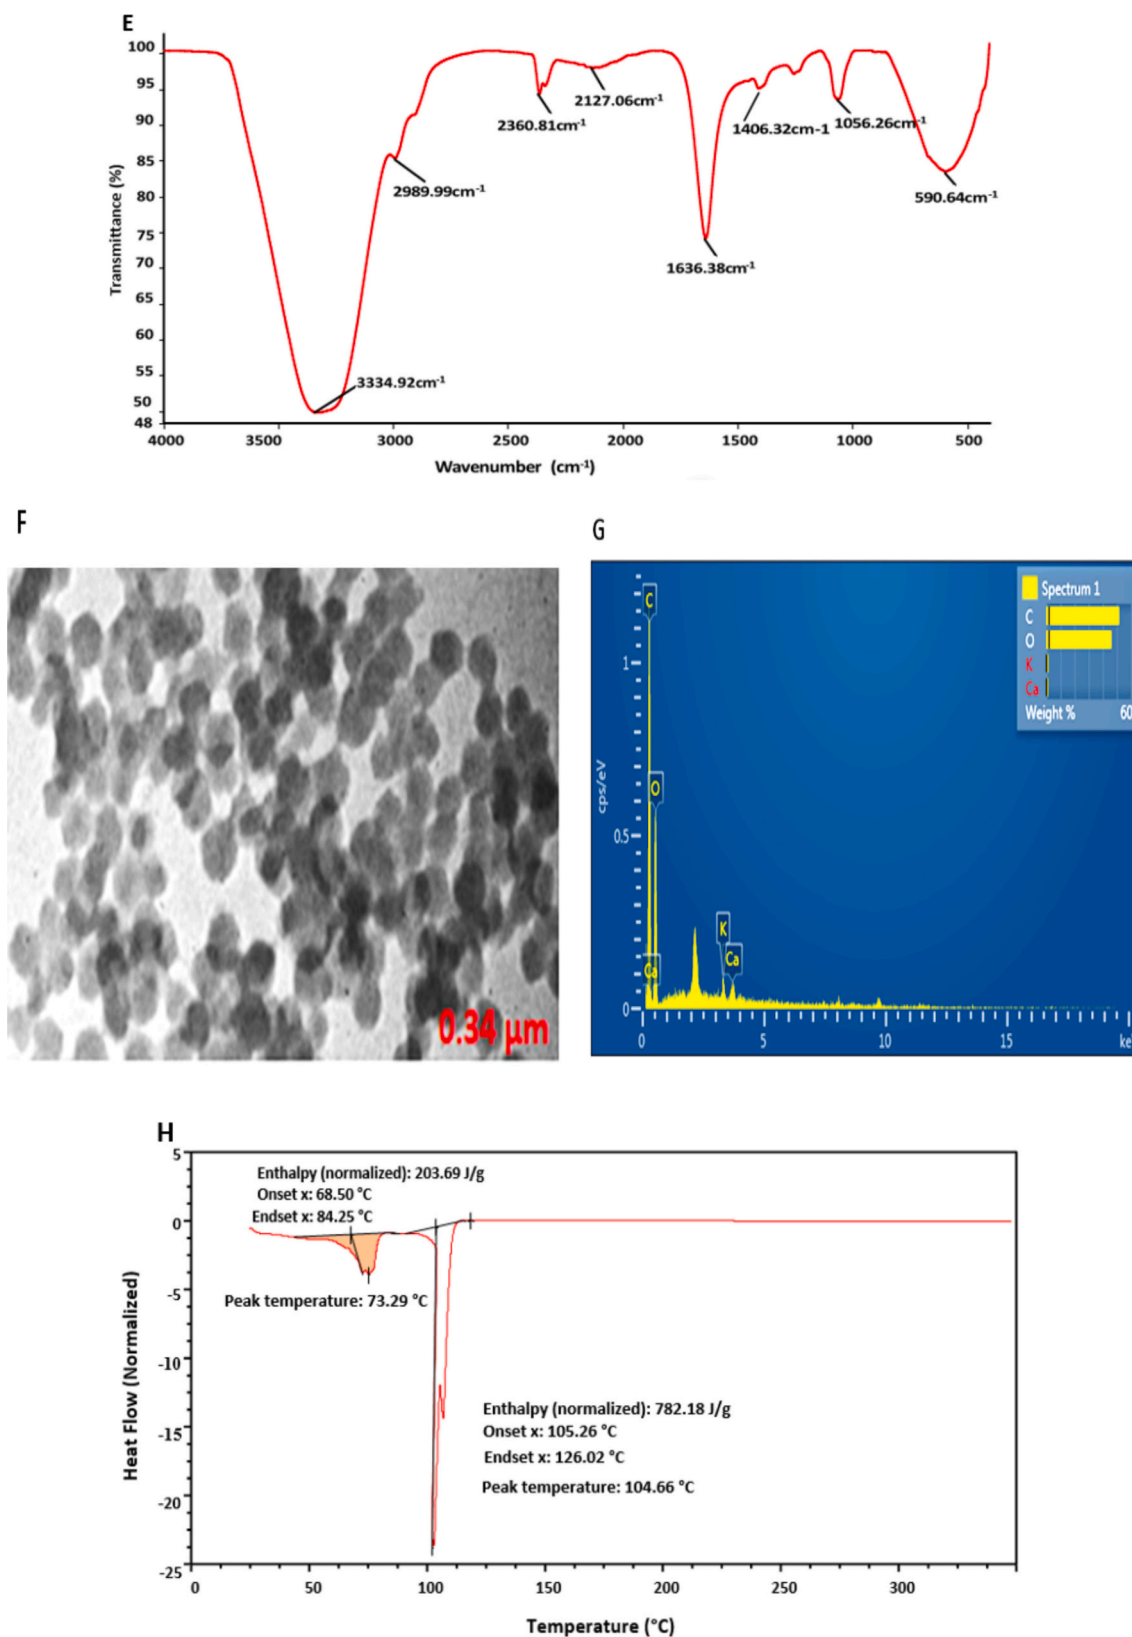 E
100
95
90
85
80
75
70
65
60
55
50
48
Transmittance (%)
2360.81cm⁻¹
2127.06cm⁻¹
1406.32cm-1
1056.26cm⁻¹
2989.99cm⁻¹
590.64cm⁻¹
1636.38cm⁻¹
3334.92cm⁻¹
4000 3500 3000 2500 2000 1500 1000 500
Wavenumber (cm⁻¹)
F
0.34 µm
G
Spectrum 1
C
O
K
Ca
Weight % 60
C
O
K
Ca
Ca
cps/eV
1
0.5
0
0 5 10 15 ke
H
Enthalpy (normalized): 203.69 J/g
Onset x: 68.50 °C
Endset x: 84.25 °C
Peak temperature: 73.29 °C
Enthalpy (normalized): 782.18 J/g
Onset x: 105.26 °C
Endset x: 126.02 °C
Peak temperature: 104.66 °C
5
0
-5
-10
-15
-20
-25
Heat Flow (Normalized)
0 50 100 150 200 250 300
Temperature (°C)